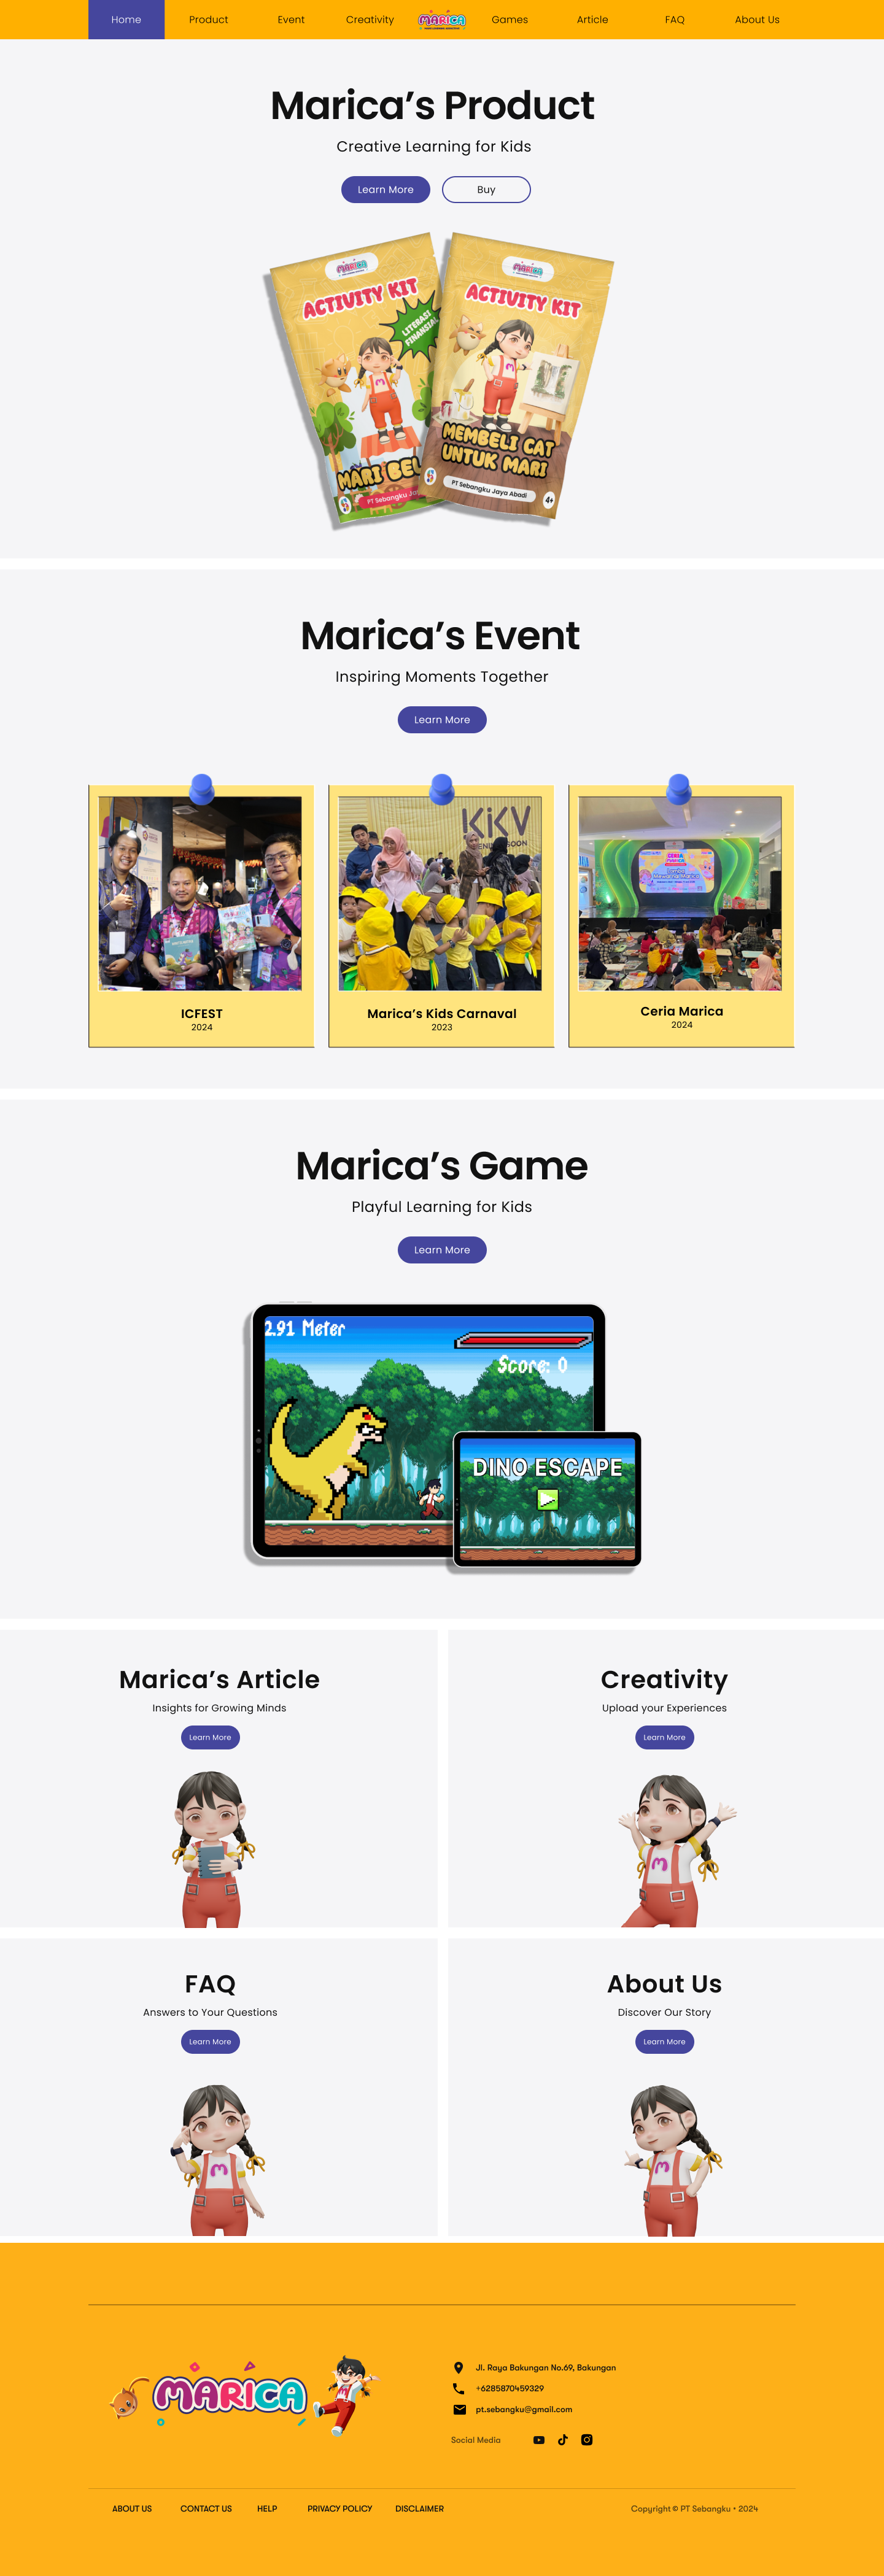 Home Product Event Creativity MARICA Games Article FAQ About Us
Marica’s Product
Creative Learning for Kids
Learn More Buy
MARICA
ACTIVITY KIT
LITERASI
FINANSIAL
MARI BEL
PT Sebangku Ja
MARICA
ACTIVITY KIT
MEMBELI CAT
UNTUK MARI
PT Sebangku Jaya Abadi
4+
Marica’s Event
Inspiring Moments Together
Learn More
KiKV
SOON
CERIA
MARICA
ICFEST
2024
Marica’s Kids Carnaval
2023
Ceria Marica
2024
Marica’s Game
Playful Learning for Kids
Learn More
2.91 Meter
Score: 0
DINO ESCAPE
Marica’s Article
Insights for Growing Minds
Learn More
Creativity
Upload your Experiences
Learn More
FAQ
Answers to Your Questions
Learn More
About Us
Discover Our Story
Learn More
MARICA
Jl. Raya Bakungan No.69, Bakungan
+6285870459329
pt.sebangku@gmail.com
Social Media
ABOUT US CONTACT US HELP PRIVACY POLICY DISCLAIMER
Copyright © PT Sebangku • 2024